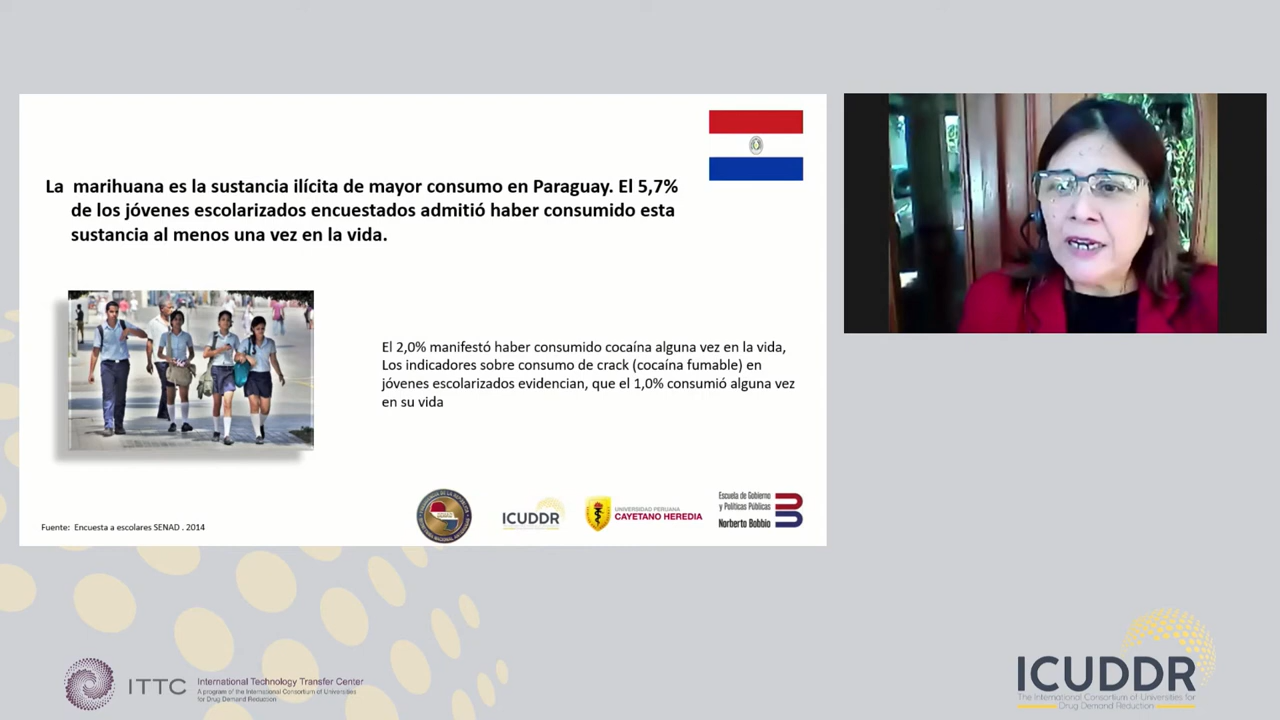 La marihuana es la sustancia ilícita de mayor consumo en Paraguay. El 5,7%
de los jóvenes escolarizados encuestados admitió haber consumido esta
sustancia al menos una vez en la vida.
El 2,0% manifestó haber consumido cocaína alguna vez en la vida,
Los indicadores sobre consumo de crack (cocaína fumable) en
jóvenes escolarizados evidencian, que el 1,0% consumió alguna vez
en su vida
Fuente: Encuesta a escolares SENAD . 2014
ICUDDR
UNIVERSIDAD PERUANA
CAYETANO HEREDIA
Escuela de Gobierno
y Políticas Públicas
Norberto Bobbio
ITTC
International Technology Transfer Center
A program of the International Consortium of Universities
for Drug Demand Reduction
ICUDDR
The International Consortium of Universities for
Drug Demand Reduction